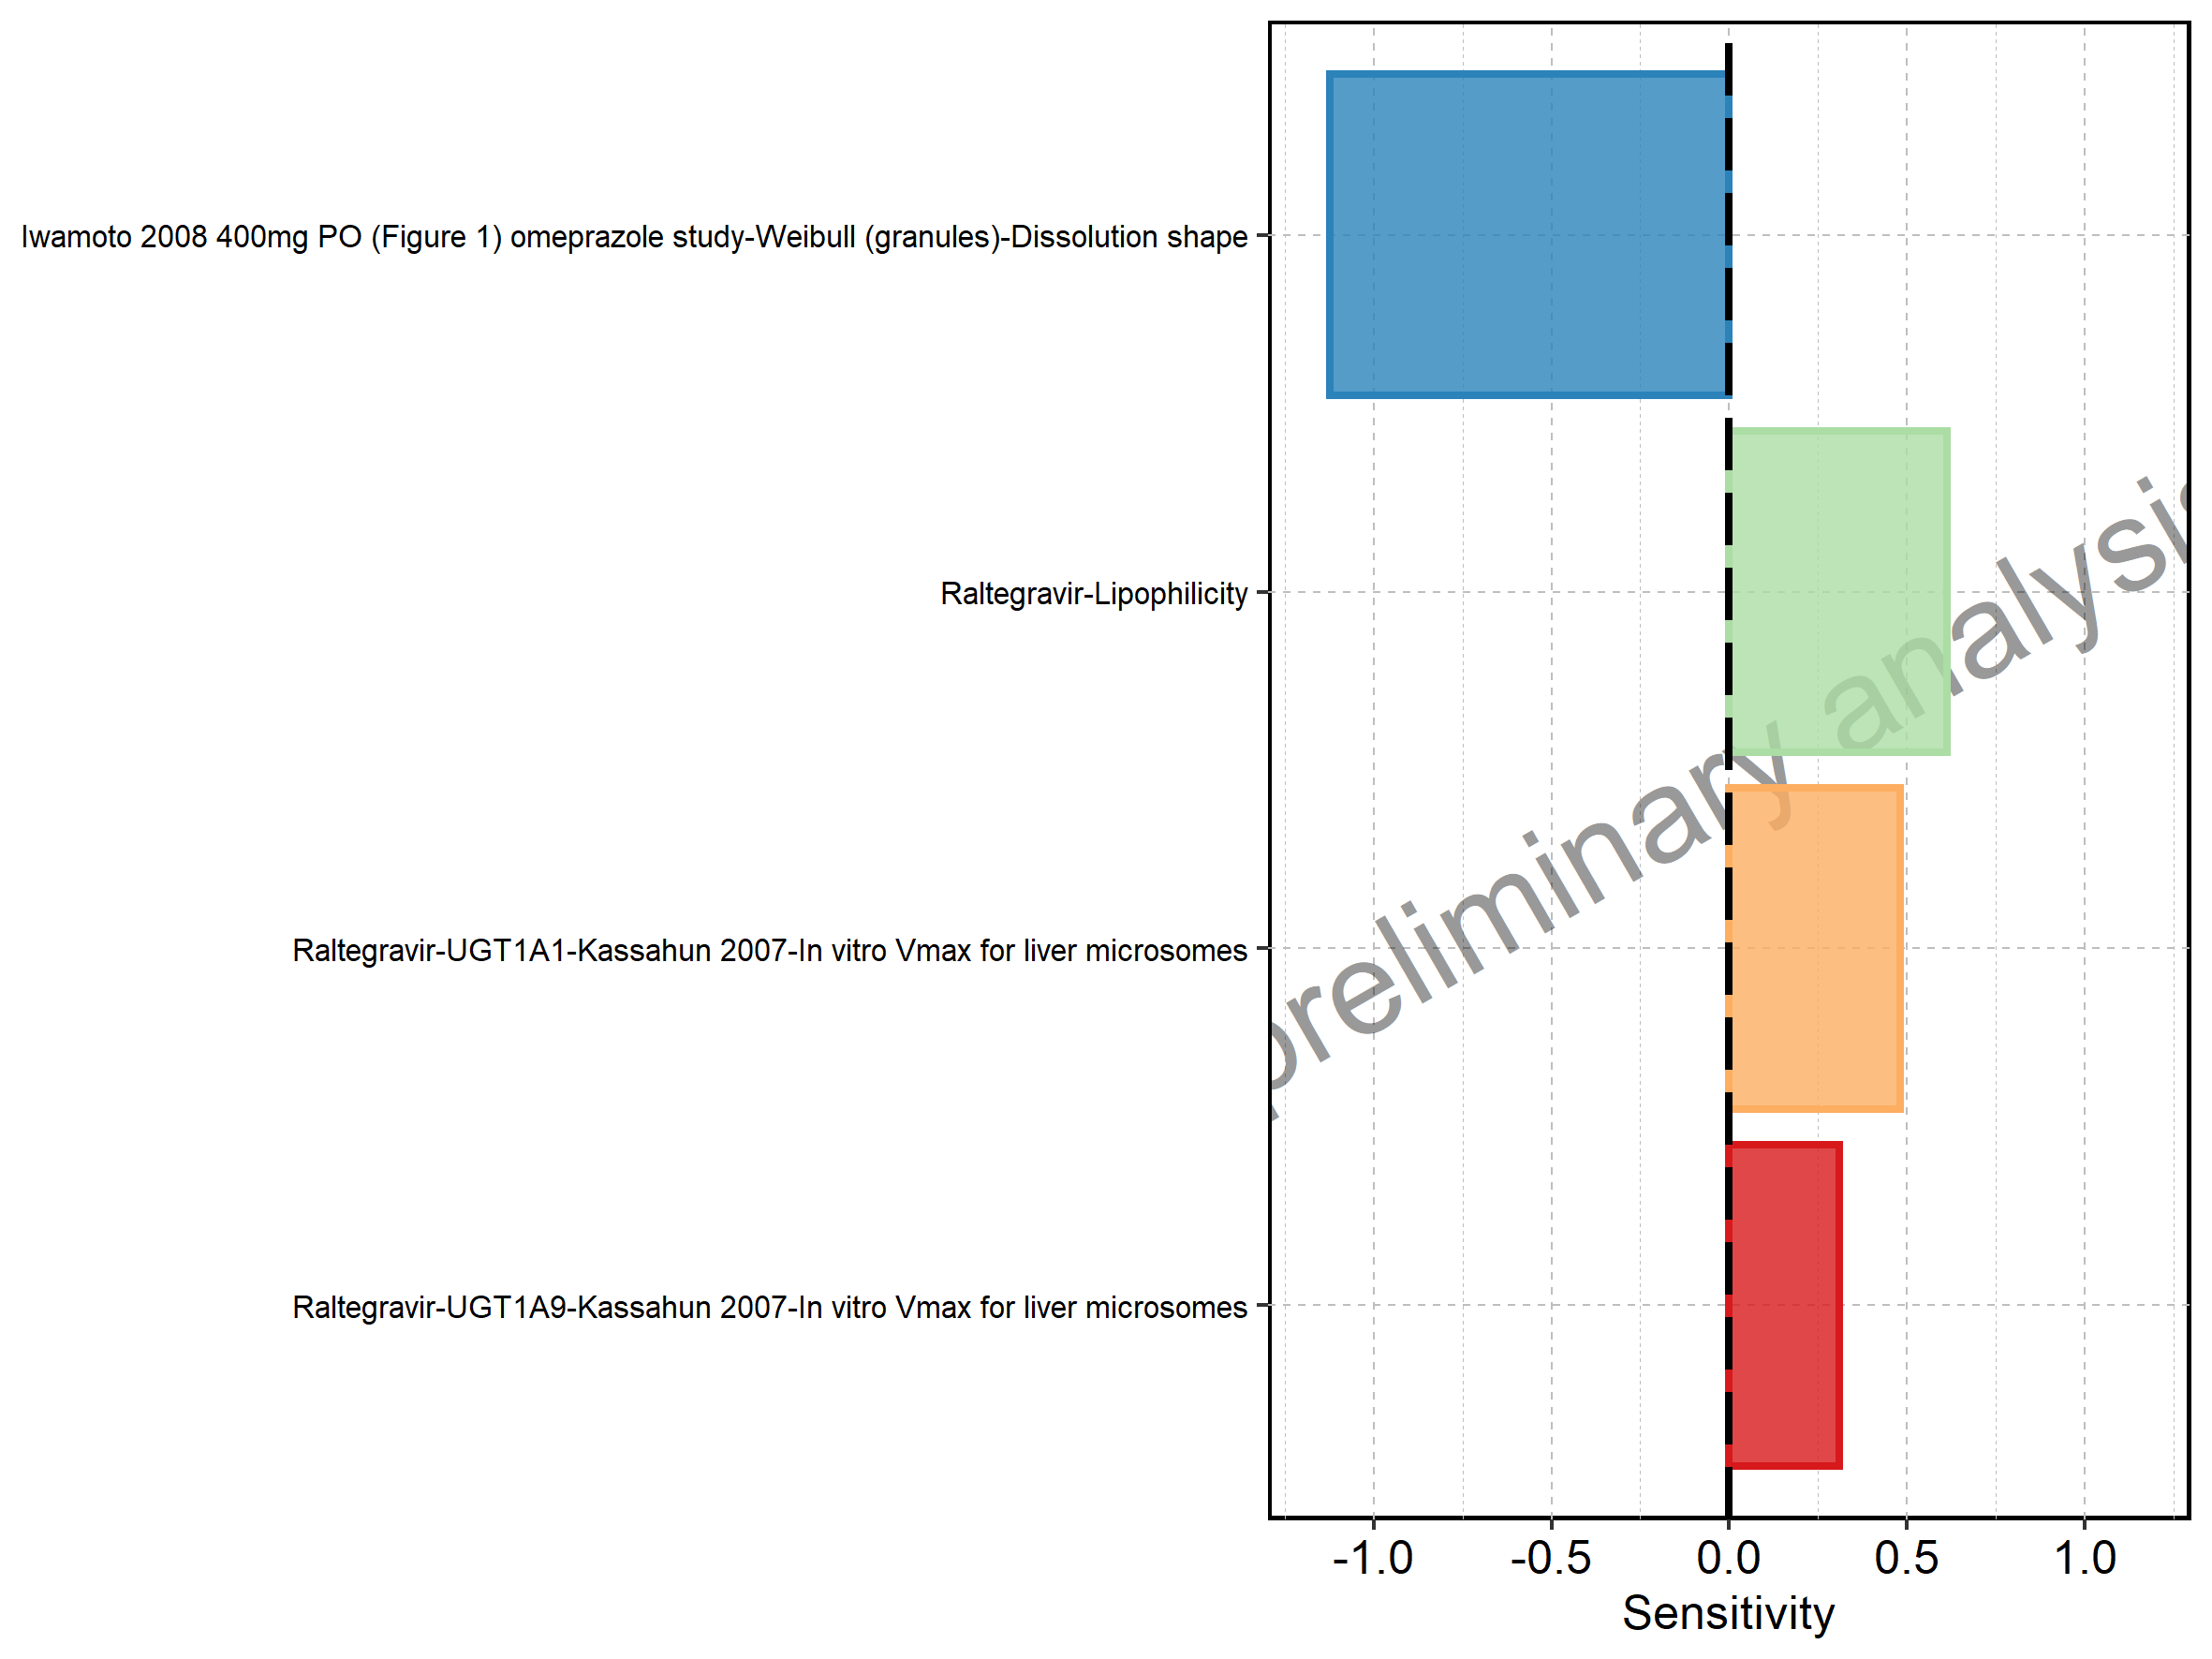 Iwamoto 2008 400mg PO (Figure 1) omeprazole study-Weibull (granules)-Dissolution shape
Raltegravir-Lipophilicity
Raltegravir-UGT1A1-Kassahun 2007-In vitro Vmax for liver microsomes
Raltegravir-UGT1A9-Kassahun 2007-In vitro Vmax for liver microsomes
preliminary analysis
-1.0 -0.5 0.0 0.5 1.0
Sensitivity